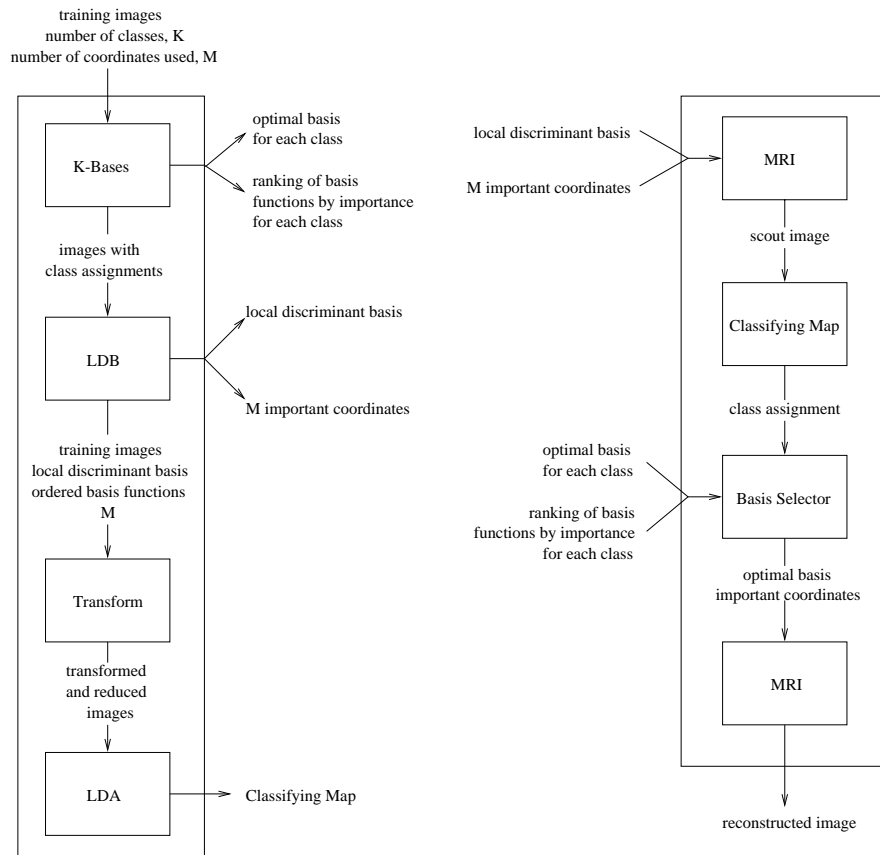 training images
number of classes, K
number of coordinates used, M
K-Bases
optimal basis
for each class
ranking of basis
functions by importance
for each class
images with
class assignments
LDB
local discriminant basis
M important coordinates
training images
local discriminant basis
ordered basis functions
M
Transform
transformed
and reduced
images
LDA
Classifying Map
local discriminant basis
M important coordinates
MRI
scout image
Classifying Map
class assignment
optimal basis
for each class
ranking of basis
functions by importance
for each class
Basis Selector
optimal basis
important coordinates
MRI
reconstructed image